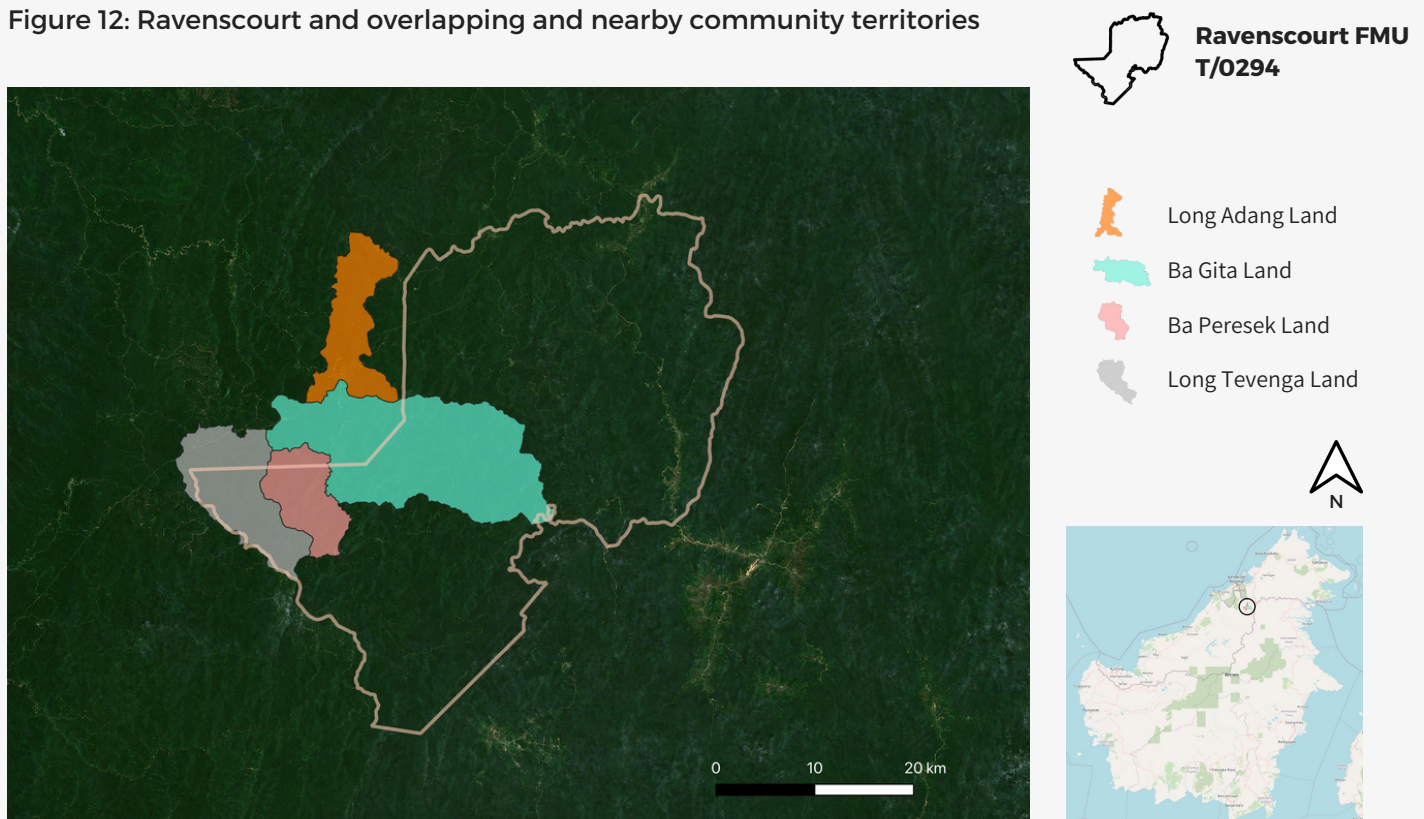 Figure 12: Ravenscourt and overlapping and nearby community territories
Ravenscourt FMU
T/0294
Long Adang Land
Ba Gita Land
Ba Peresek Land
Long Tevenga Land
N
0 10 20 km